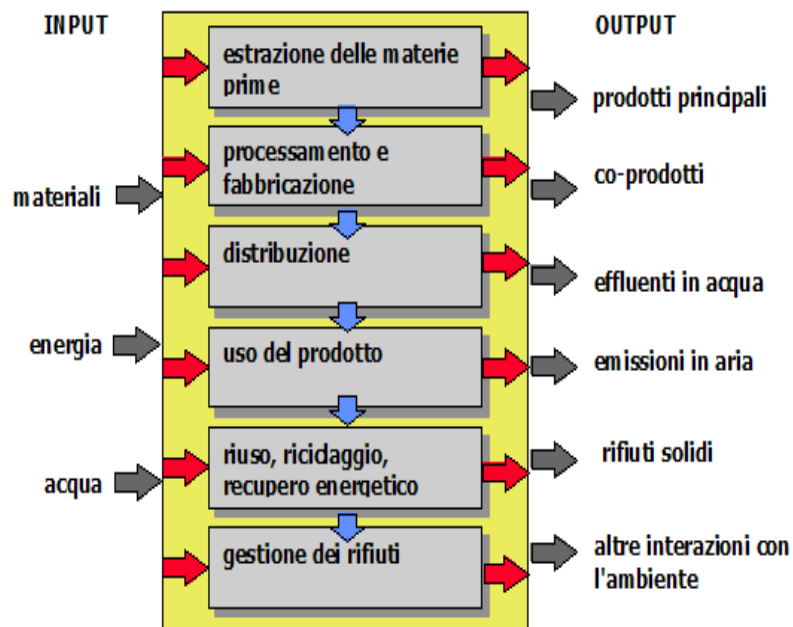 INPUT
OUTPUT
estrazione delle materie
prime
prodotti principali
processamento e
fabbricazione
materiali
co-prodotti
distribuzione
effluenti in acqua
energia
uso del prodotto
emissioni in aria
riuso, riciclaggio,
recupero energetico
acqua
rifiuti solidi
gestione dei rifiuti
altre interazioni con
l'ambiente